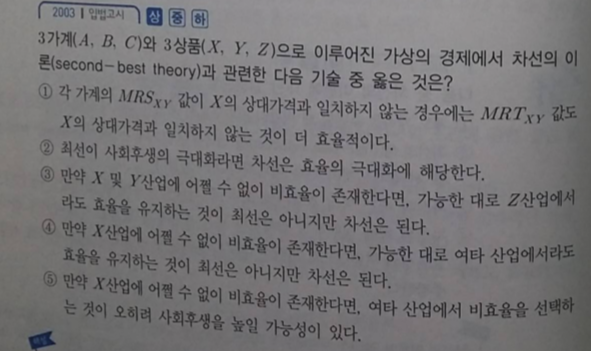 2003 | 입법고시 상 중 하
3가계(A, B, C)와 3상품(X, Y, Z)으로 이루어진 가상의 경제에서 차선의 이
론(second-best theory)과 관련한 다음 기술 중 옳은 것은?
① 각 가계의 MRS_XY 값이 X의 상대가격과 일치하지 않는 경우에는 MRT_XY 값도
X의 상대가격과 일치하지 않는 것이 더 효율적이다.
② 최선이 사회후생의 극대화라면 차선은 효율의 극대화에 해당한다.
③ 만약 X 및 Y산업에 어쩔 수 없이 비효율이 존재한다면, 가능한 대로 Z산업에서
라도 효율을 유지하는 것이 최선은 아니지만 차선은 된다.
④ 만약 X산업에 어쩔 수 없이 비효율이 존재한다면, 가능한 대로 여타 산업에서라도
효율을 유지하는 것이 최선은 아니지만 차선은 된다.
⑤ 만약 X산업에 어쩔 수 없이 비효율이 존재한다면, 여타 산업에서 비효율을 선택하
는 것이 오히려 사회후생을 높일 가능성이 있다.